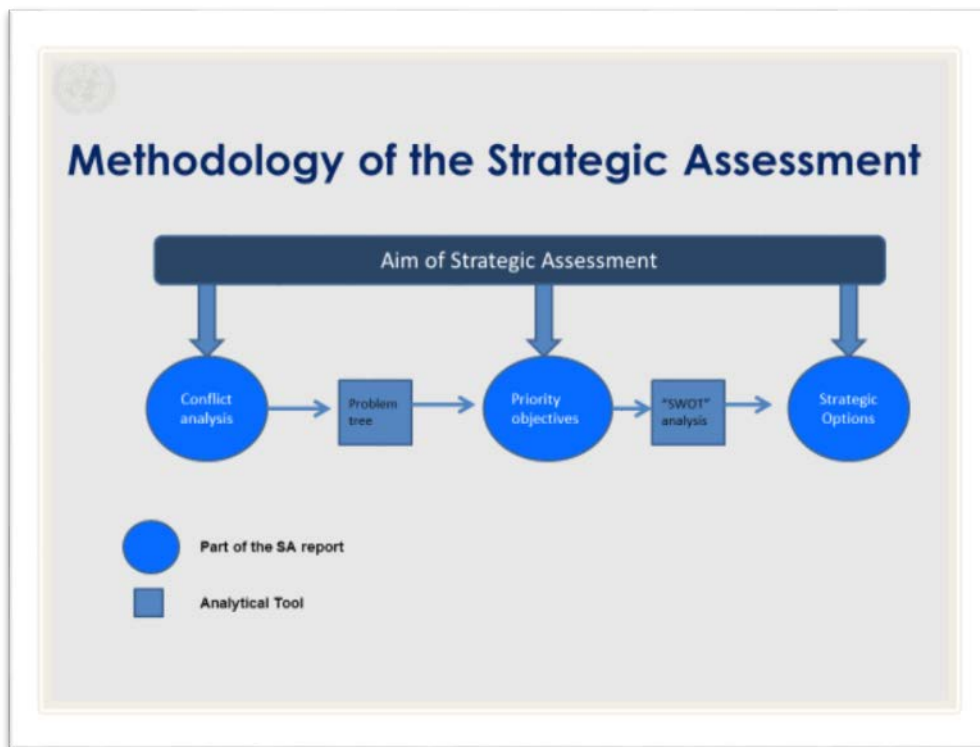 Methodology of the Strategic Assessment
Aim of Strategic Assessment
Conflict
analysis
Problem
tree
Priority
objectives
"SWOT"
analysis
Strategic
Options
Part of the SA report
Analytical Tool